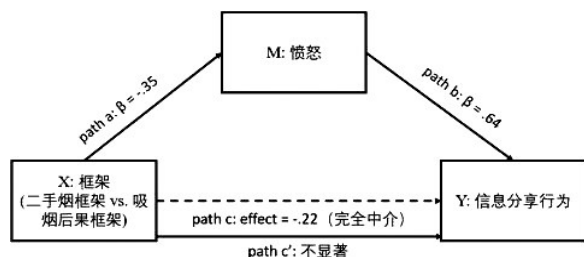 M: 愤怒
path a: β = -.35
path b: β = .64
X: 框架
(二手烟框架 vs. 吸
烟后果框架)
Y: 信息分享行为
path c: effect = -.22（完全中介）
path c’: 不显著